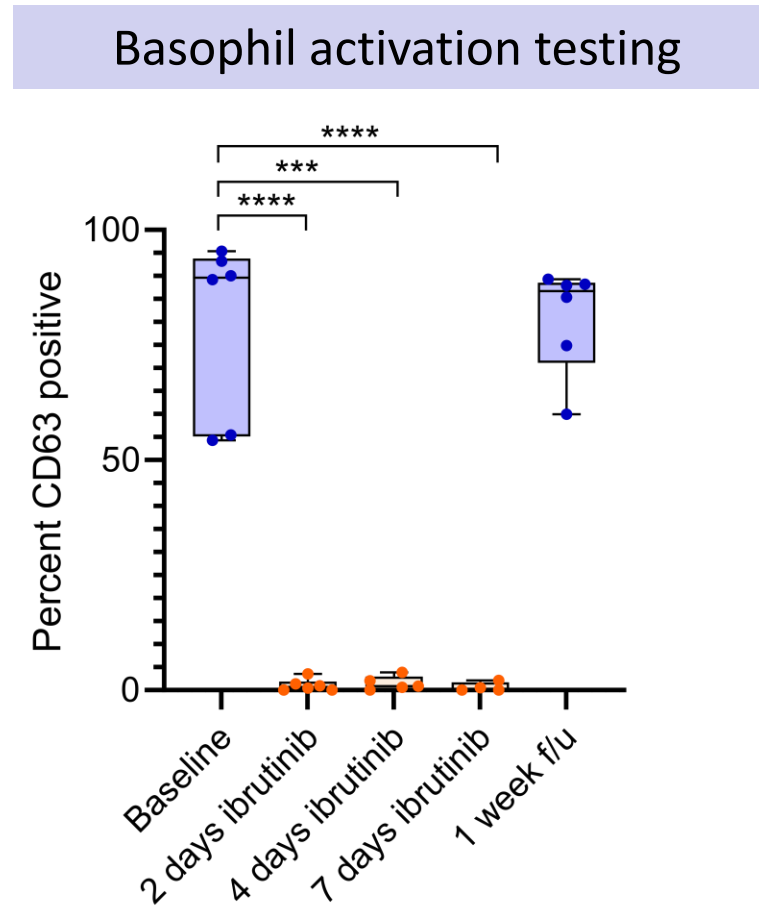 Basophil activation testing
****
***
****
Percent CD63 positive
100
50
0
Baseline
2 days ibrutinib
4 days ibrutinib
7 days ibrutinib
1 week f/u